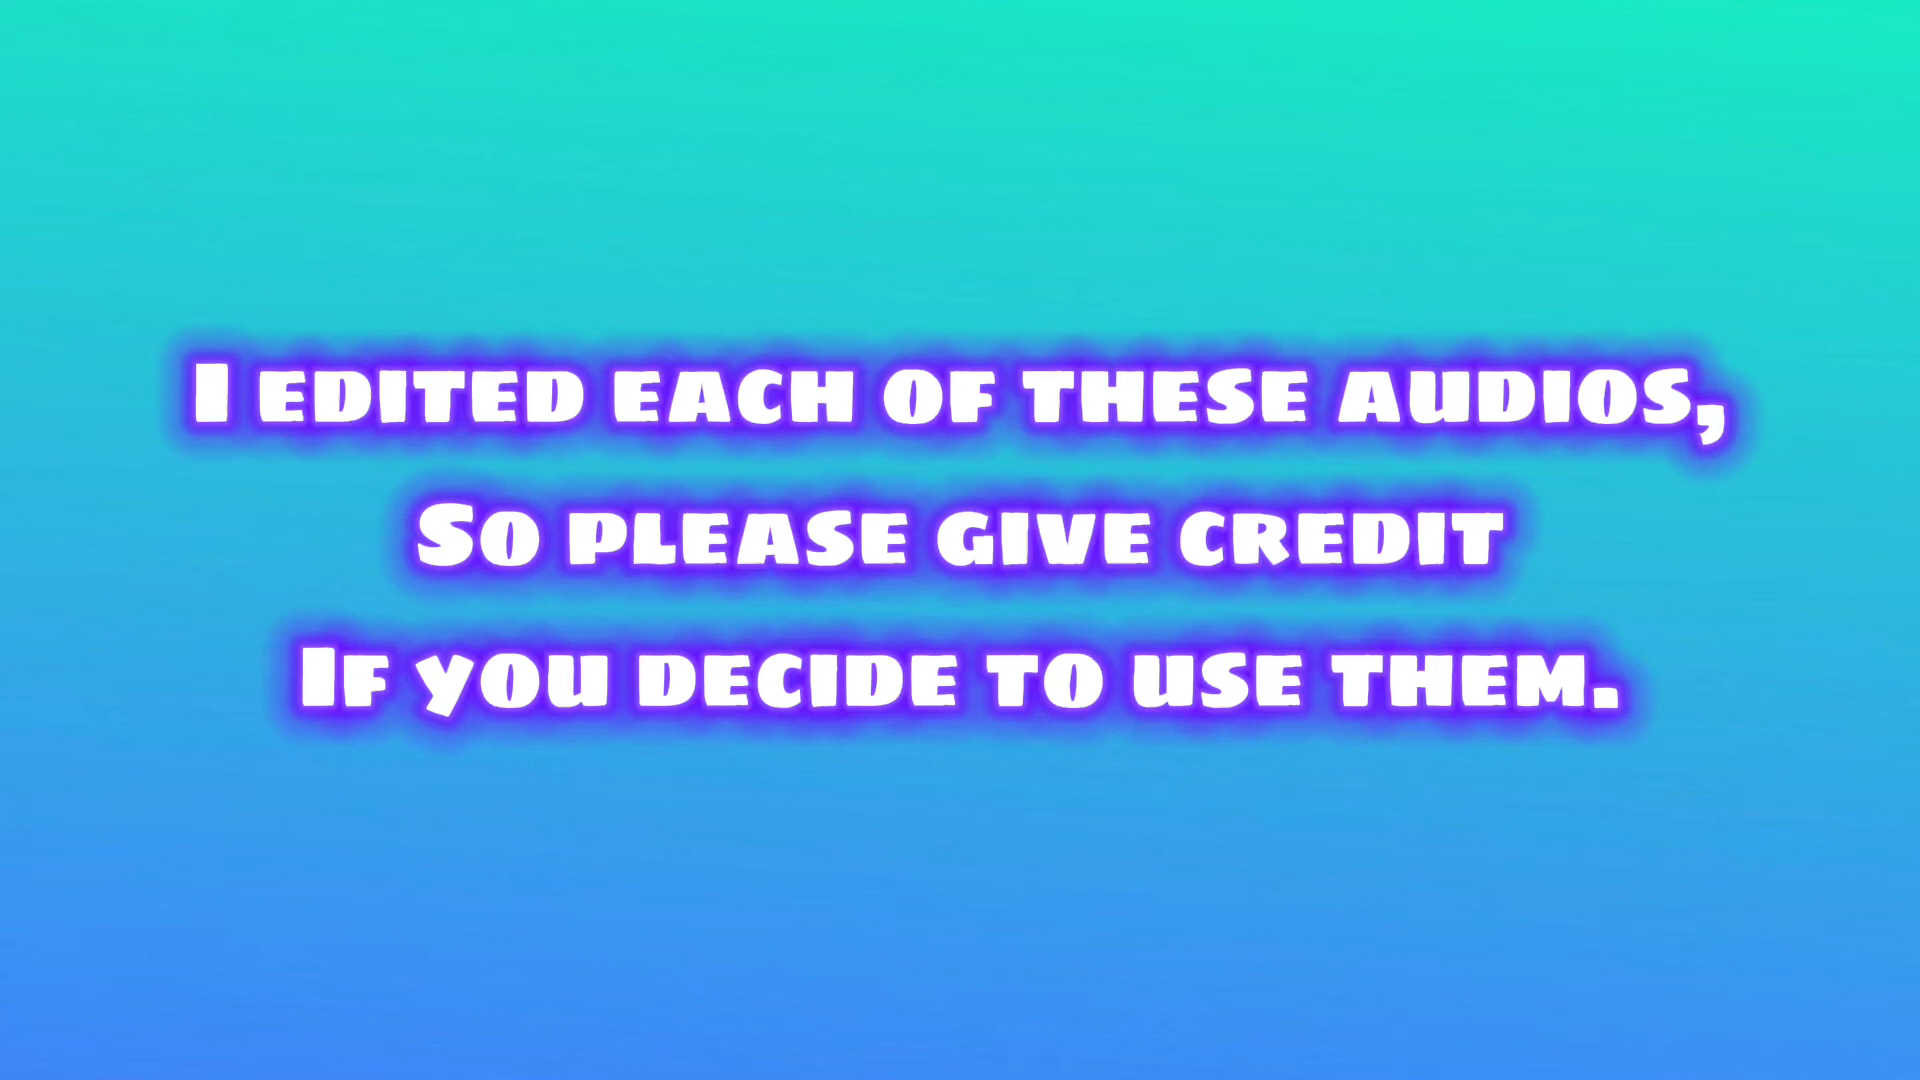 I edited each of these audios,
So please give credit
If you decide to use them.